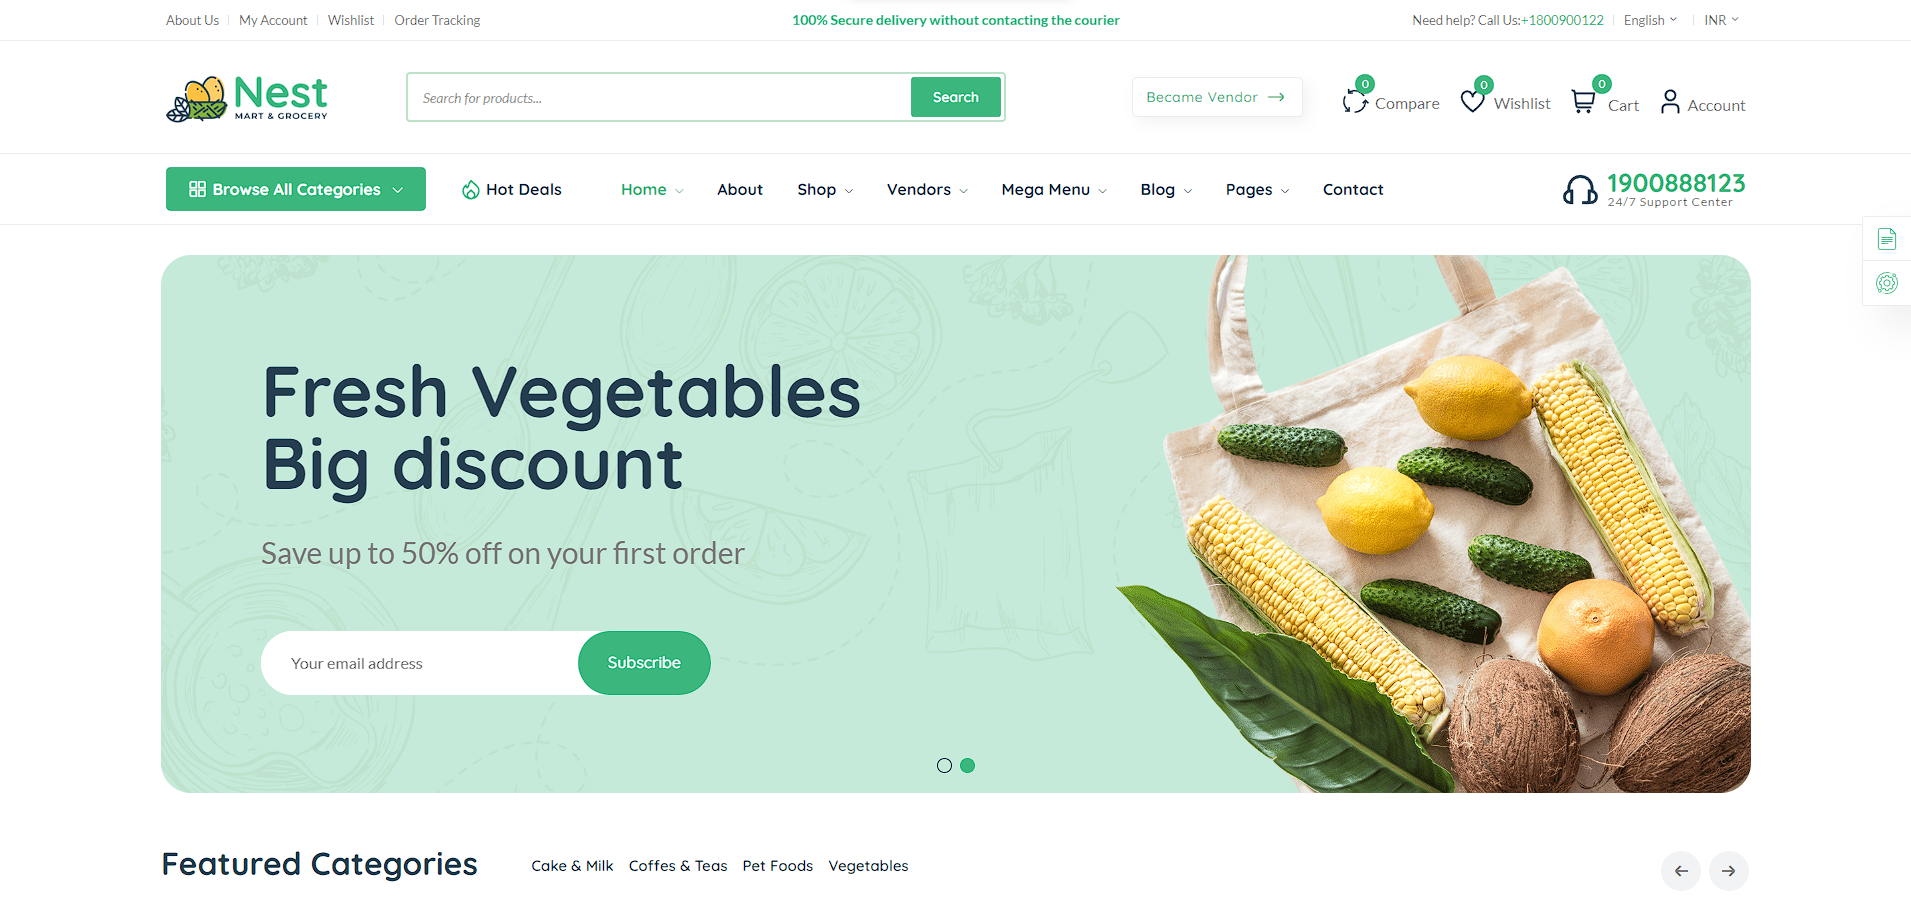 About Us My Account Wishlist Order Tracking
100% Secure delivery without contacting the courier
Need help? Call Us:+1800900122 English INR
Nest
MART & GROCERY
Search for products...
Search
Became Vendor
0 Compare
0 Wishlist
0 Cart
Account
Browse All Categories
Hot Deals
Home About Shop Vendors Mega Menu Blog Pages Contact
1900888123
24/7 Support Center
Fresh Vegetables
Big discount
Save up to 50% off on your first order
Your email address
Subscribe
Featured Categories
Cake & Milk Coffes & Teas Pet Foods Vegetables